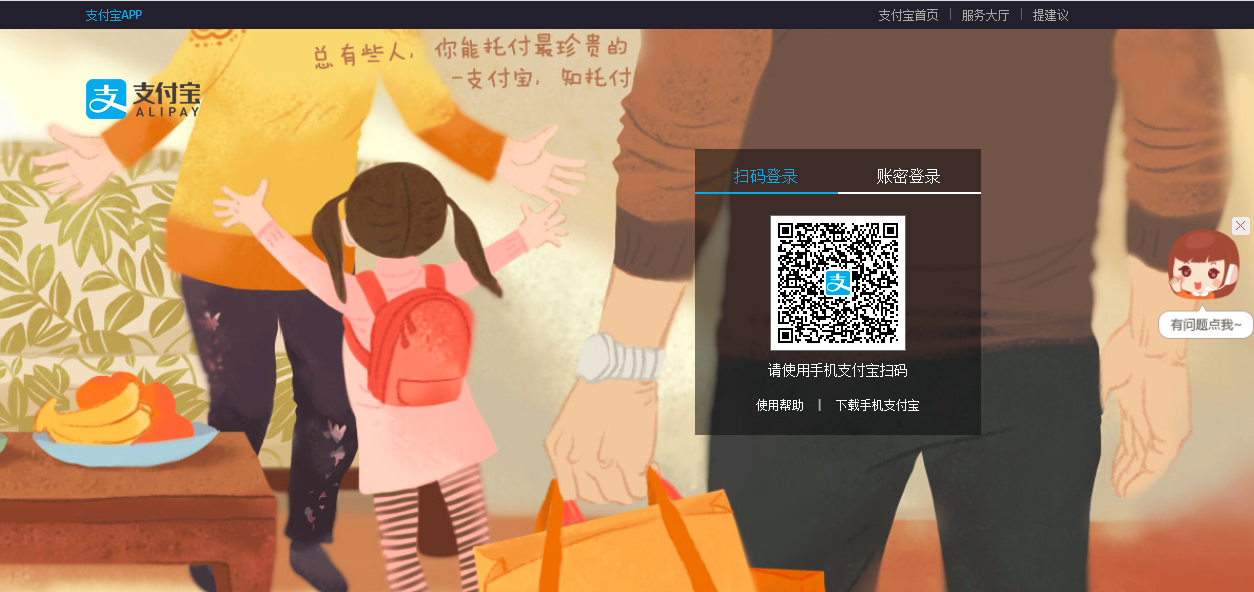 支付宝APP
支付宝首页 | 服务大厅 | 提建议
总有些人，你能托付最珍贵的
-支付宝，知托付
支 支付宝
ALIPAY
扫码登录 账密登录
支
请使用手机支付宝扫码
使用帮助 | 下载手机支付宝
有问题点我~